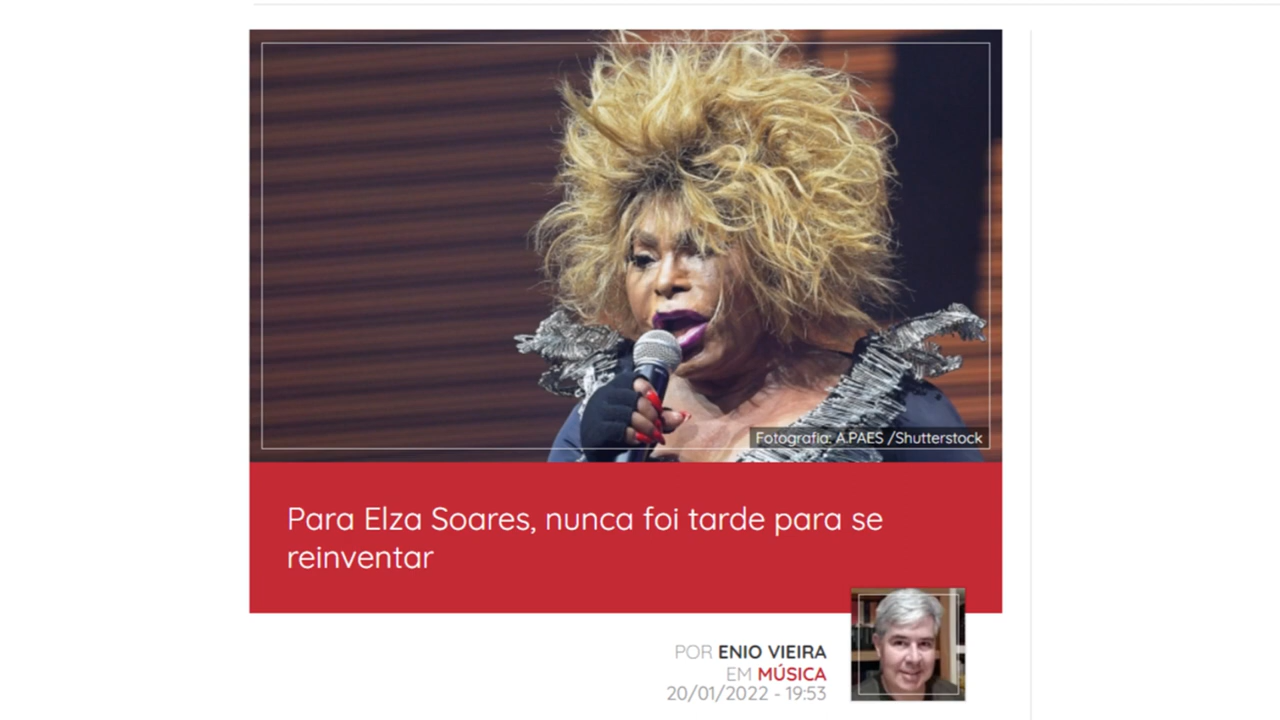 Fotografia: A.PAES /Shutterstock
Para Elza Soares, nunca foi tarde para se
reinventar
POR ENIO VIEIRA
EM MÚSICA
20/01/2022 - 19:53